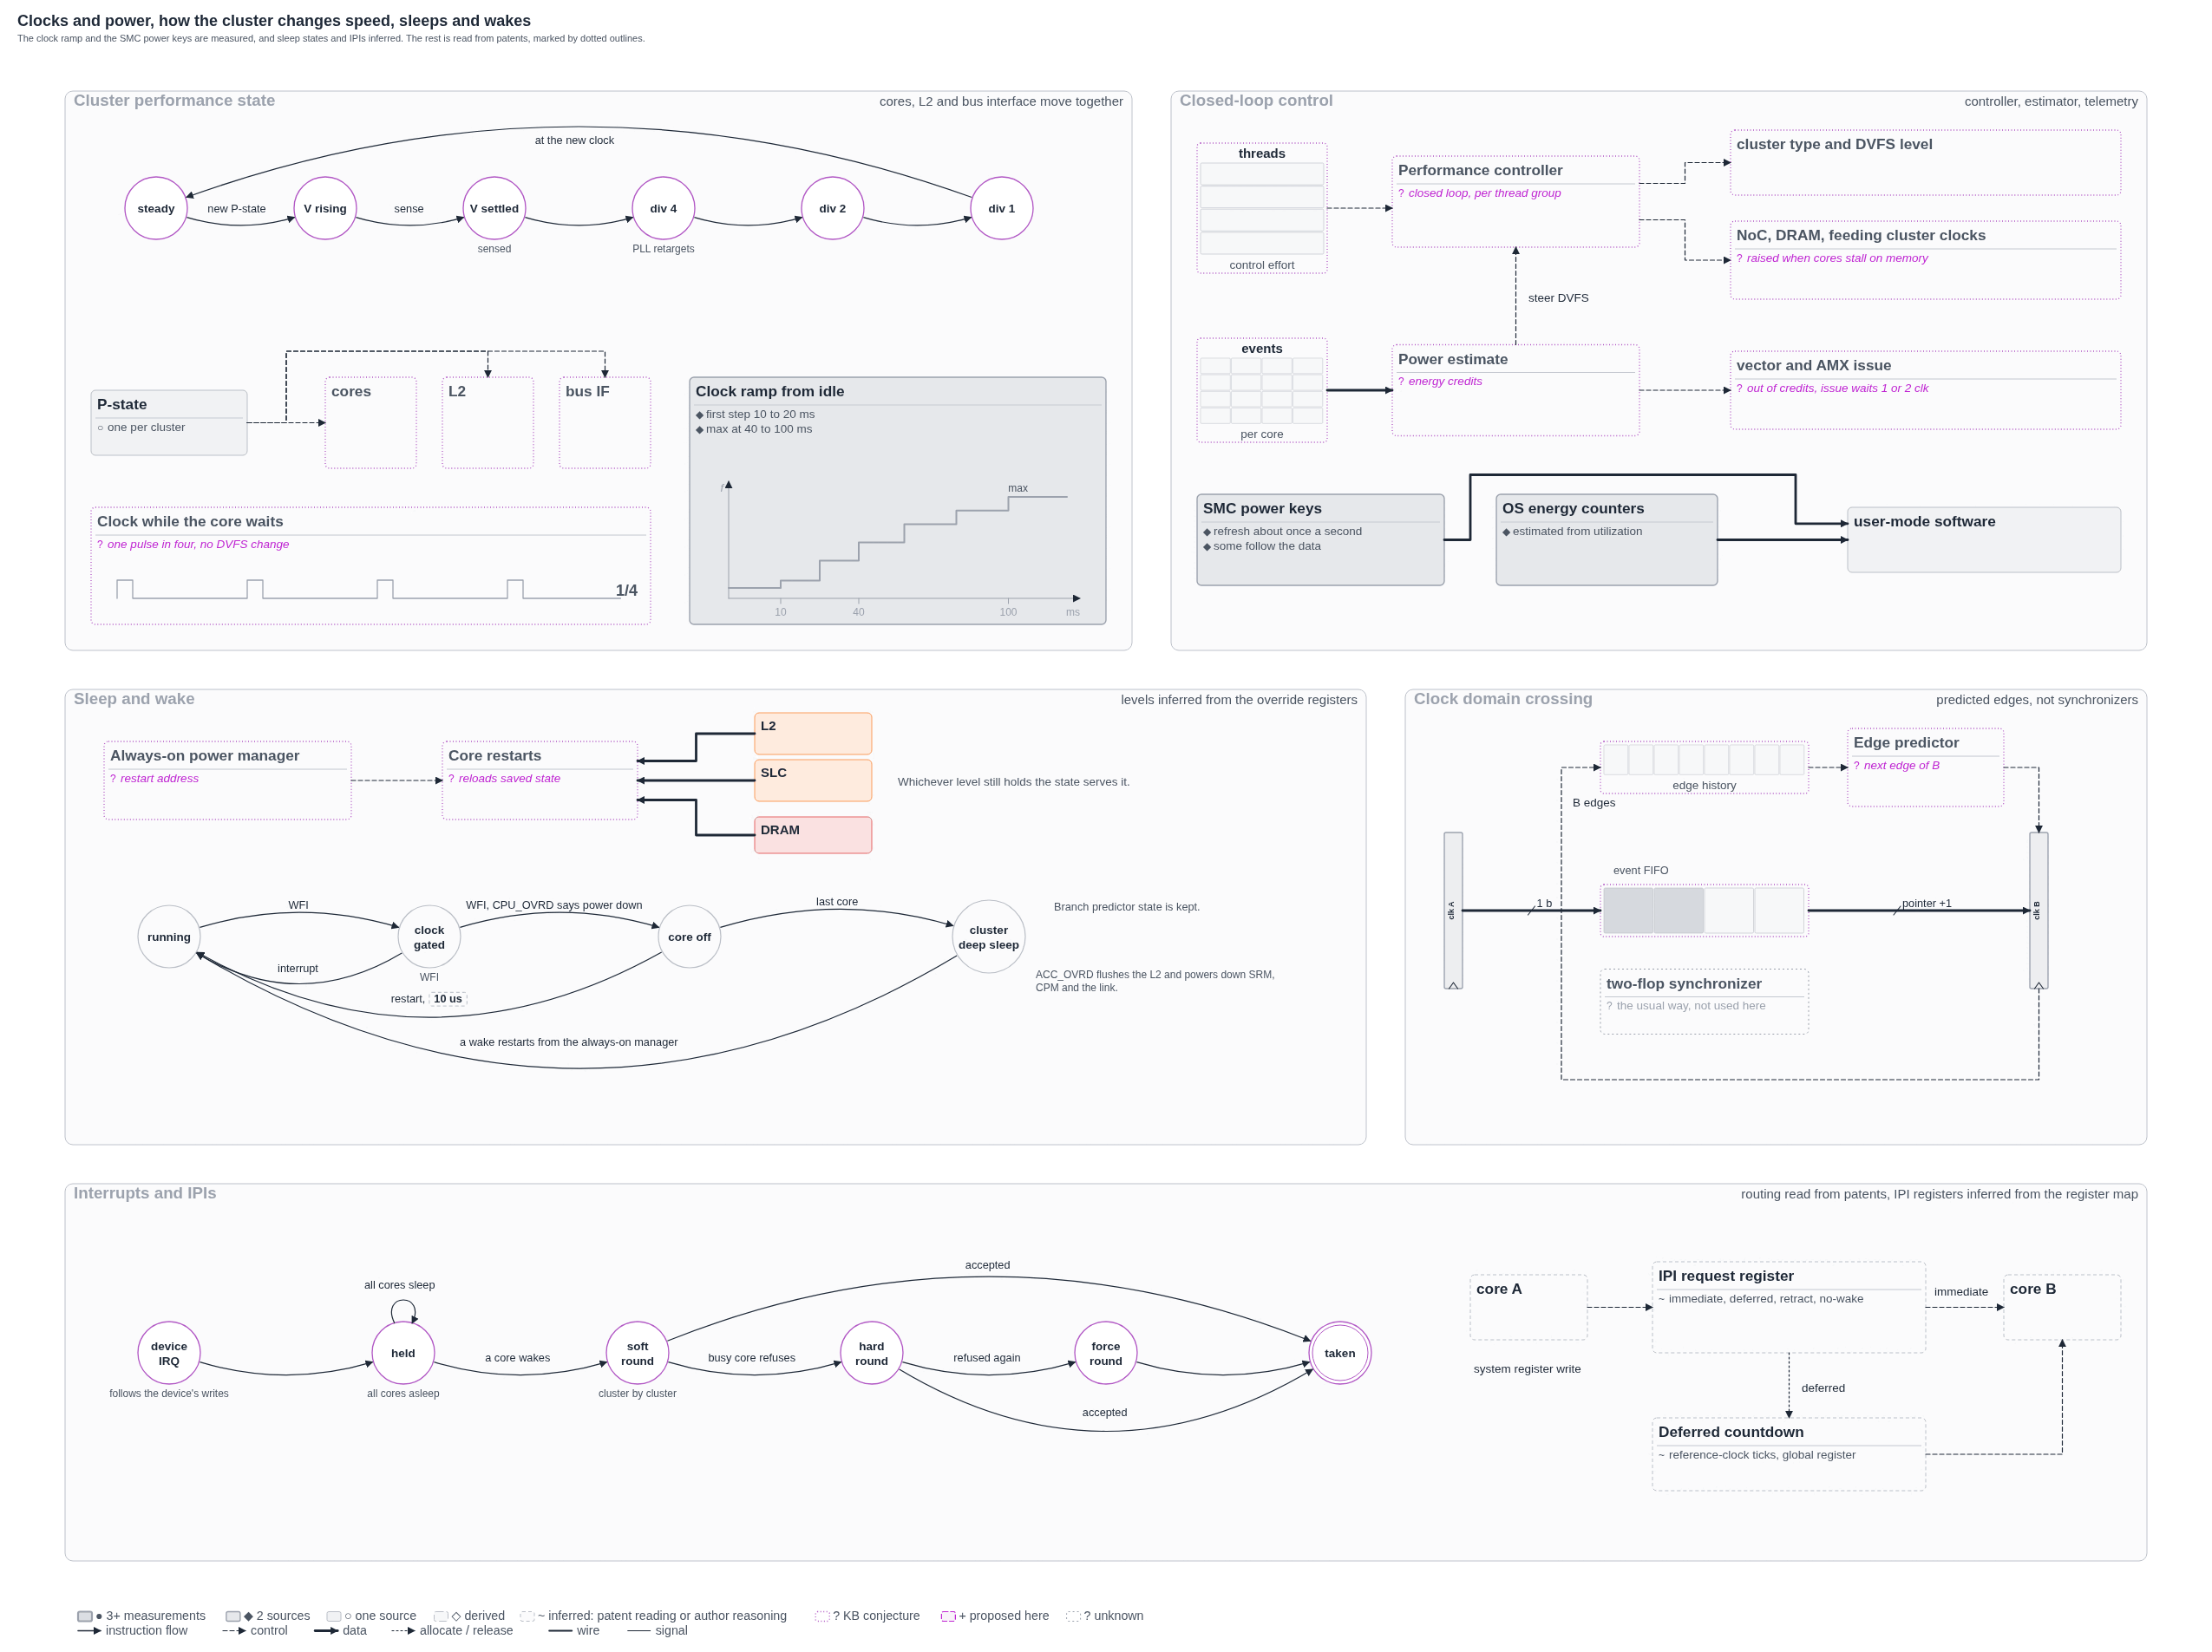 Clocks and power, how the cluster changes speed, sleeps and wakes
The clock ramp and the SMC power keys are measured, and sleep states and IPIs inferred. The rest is read from patents, marked by dotted outlines.
Cluster performance state
cores, L2 and bus interface move together
at the new clock
steady
new P-state
V rising
sense
V settled
div 4
div 2
div 1
sensed
PLL retargets
P-state
○ one per cluster
cores
L2
bus IF
Clock ramp from idle
◆ first step 10 to 20 ms
◆ max at 40 to 100 ms
f
max
10
40
100
ms
Clock while the core waits
? one pulse in four, no DVFS change
1/4
Closed-loop control
controller, estimator, telemetry
threads
control effort
Performance controller
? closed loop, per thread group
cluster type and DVFS level
NoC, DRAM, feeding cluster clocks
? raised when cores stall on memory
steer DVFS
events
per core
Power estimate
? energy credits
vector and AMX issue
? out of credits, issue waits 1 or 2 clk
SMC power keys
◆ refresh about once a second
◆ some follow the data
OS energy counters
◆ estimated from utilization
user-mode software
Sleep and wake
levels inferred from the override registers
Always-on power manager
? restart address
Core restarts
? reloads saved state
L2
SLC
DRAM
Whichever level still holds the state serves it.
running
WFI
clock
gated
WFI
WFI, CPU_OVRD says power down
core off
last core
cluster
deep sleep
Branch predictor state is kept.
interrupt
restart, 10 us
a wake restarts from the always-on manager
ACC_OVRD flushes the L2 and powers down SRM,
CPM and the link.
Clock domain crossing
predicted edges, not synchronizers
edge history
Edge predictor
? next edge of B
B edges
event FIFO
clk A
1 b
pointer +1
clk B
two-flop synchronizer
? the usual way, not used here
Interrupts and IPIs
routing read from patents, IPI registers inferred from the register map
device
IRQ
follows the device's writes
all cores sleep
held
all cores asleep
a core wakes
soft
round
cluster by cluster
busy core refuses
hard
round
refused again
force
round
accepted
accepted
taken
core A
system register write
IPI request register
~ immediate, deferred, retract, no-wake
immediate
core B
deferred
Deferred countdown
~ reference-clock ticks, global register
● 3+ measurements
◆ 2 sources
○ one source
◇ derived
~ inferred: patent reading or author reasoning
? KB conjecture
+ proposed here
? unknown
instruction flow
control
data
allocate / release
wire
signal